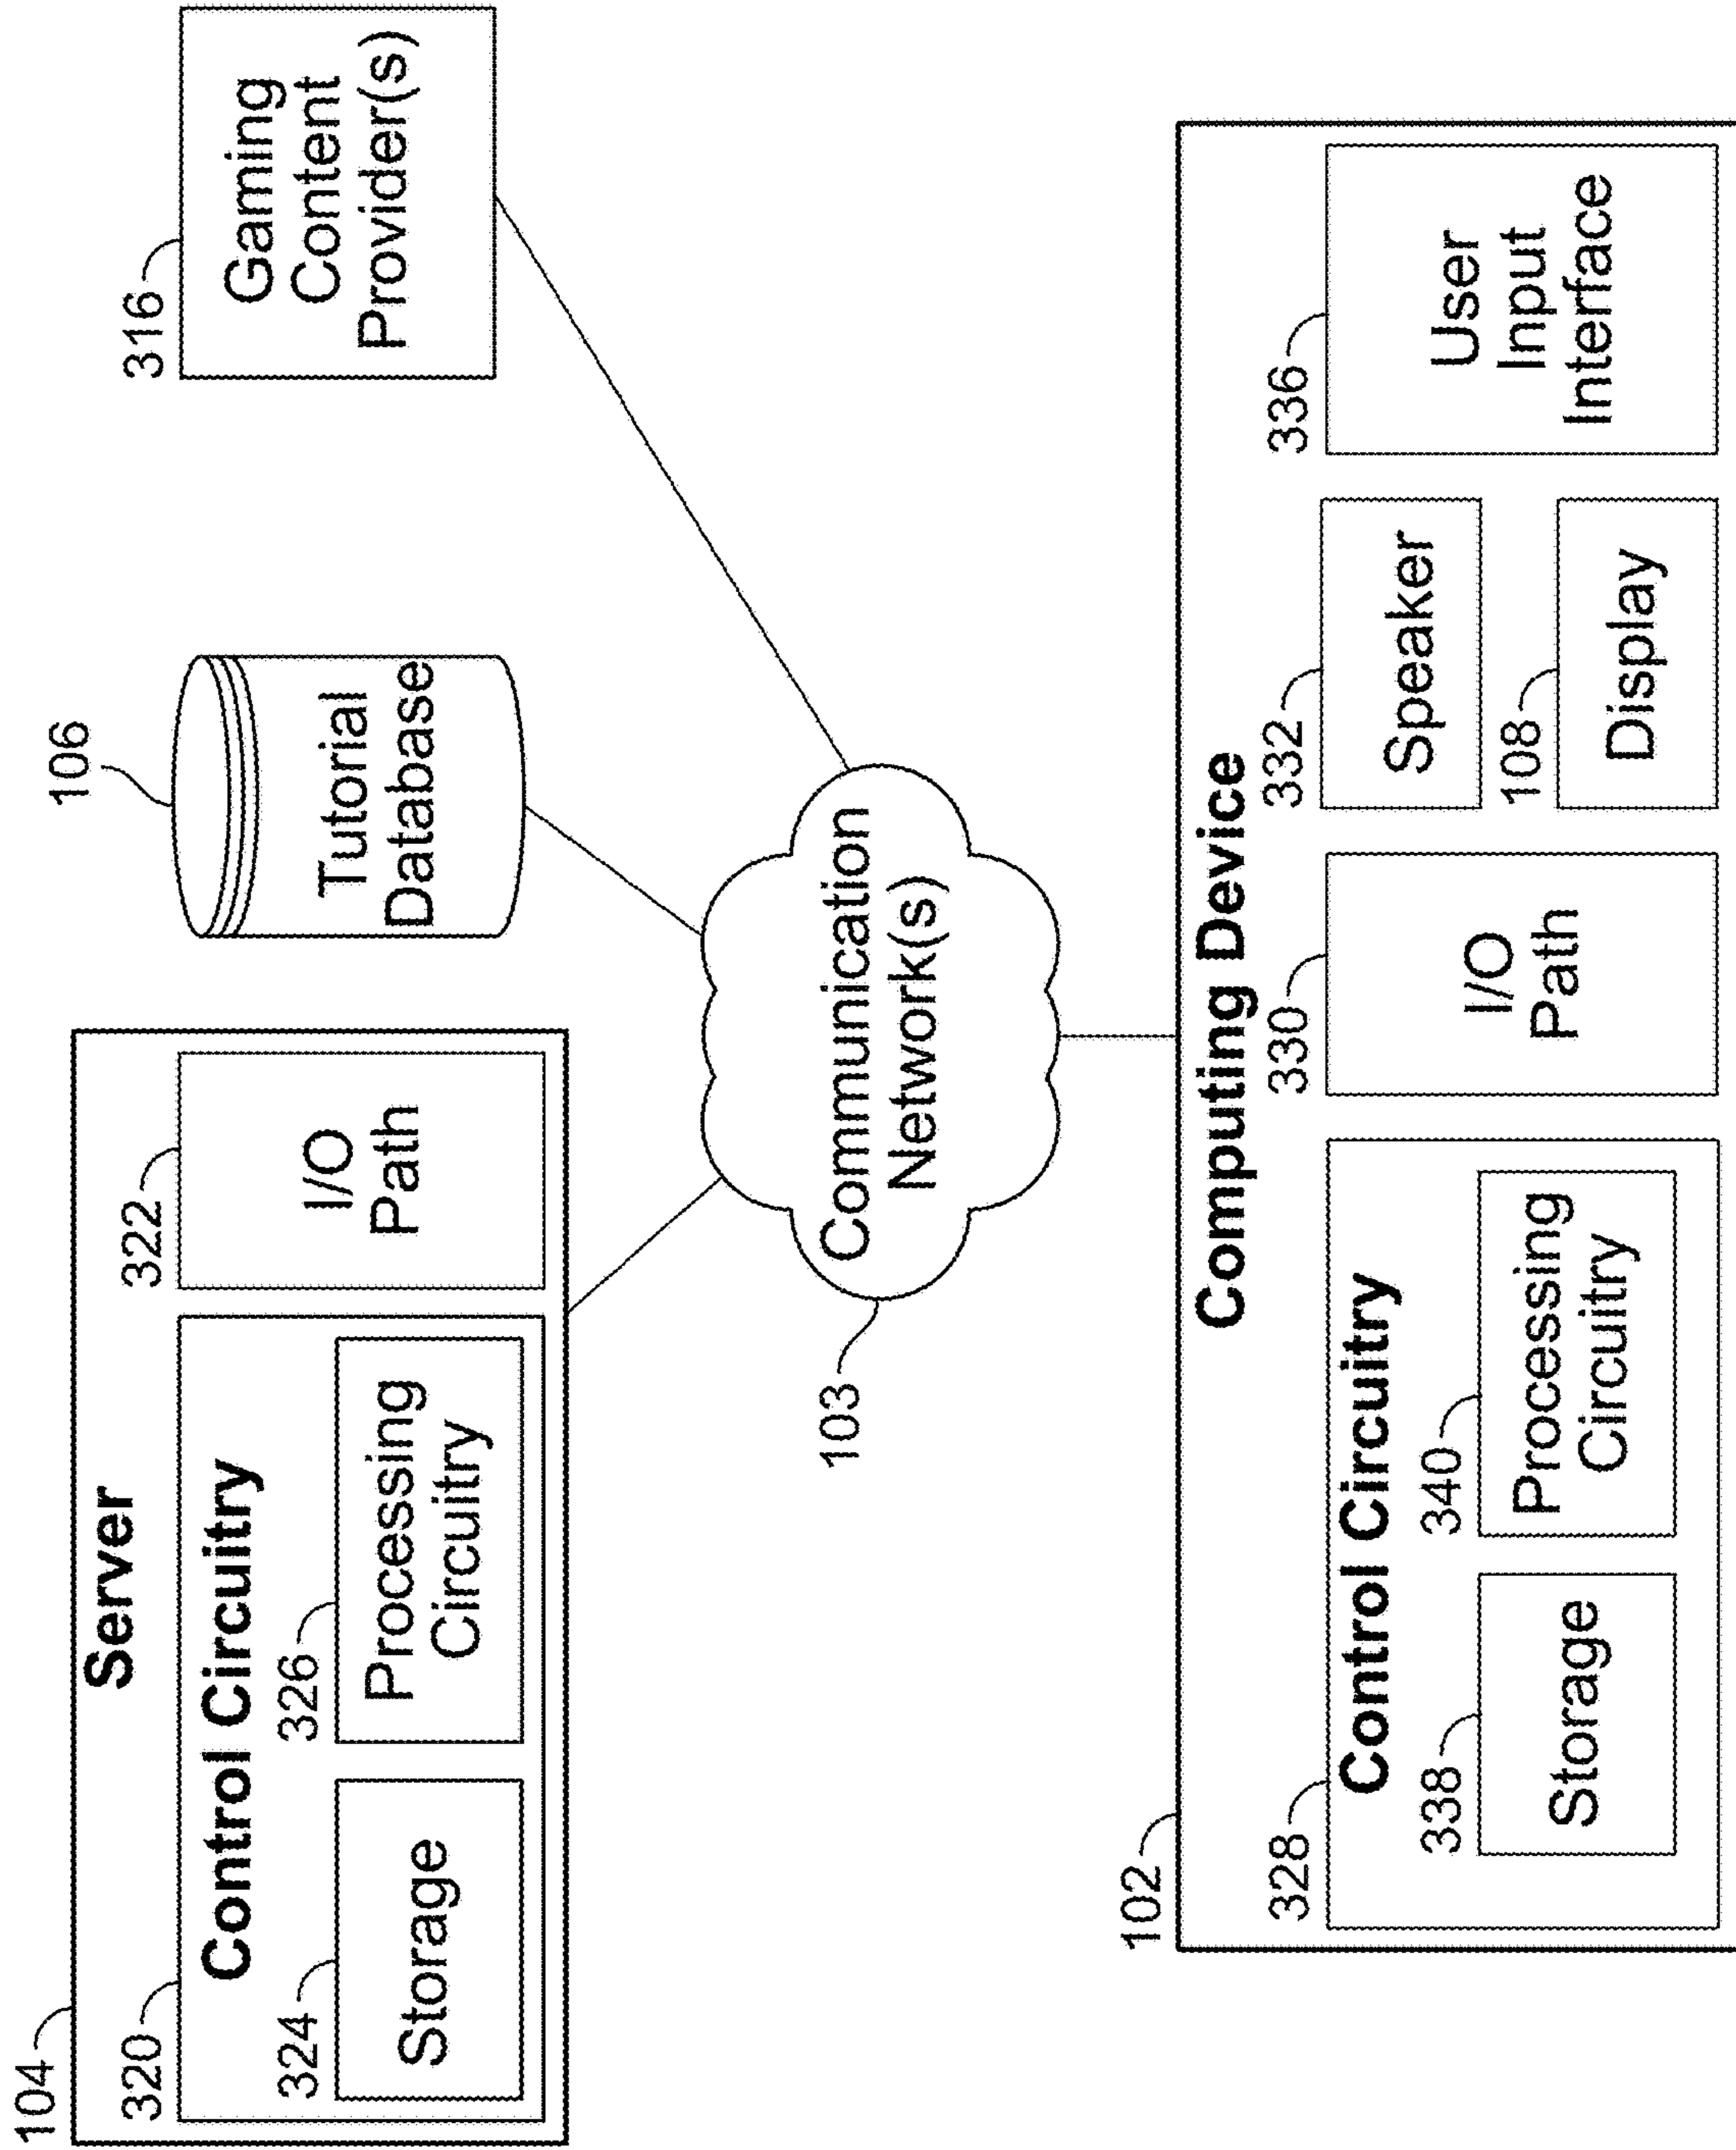 104
Server
320
Control Circuitry
324
Storage
326
Processing
Circuitry
322
I/O
Path
106
Tutorial
Database
316
Gaming
Content
Provider(s)
103
Communication
Network(s)
102
Computing Device
328
Control Circuitry
338
Storage
340
Processing
Circuitry
330
I/O
Path
332
Speaker
108
Display
336
User
Input
Interface